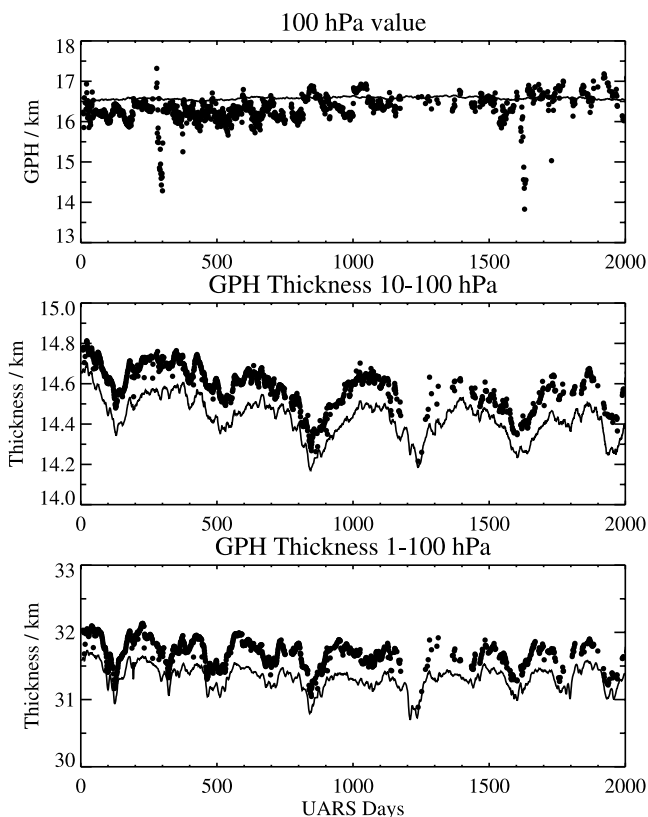 100 hPa value
18
17
16
15
14
13
GPH / km
0 500 1000 1500 2000
GPH Thickness 10-100 hPa
15.0
14.8
14.6
14.4
14.2
14.0
Thickness / km
0 500 1000 1500 2000
GPH Thickness 1-100 hPa
33
32
31
30
Thickness / km
0 500 1000 1500 2000
UARS Days